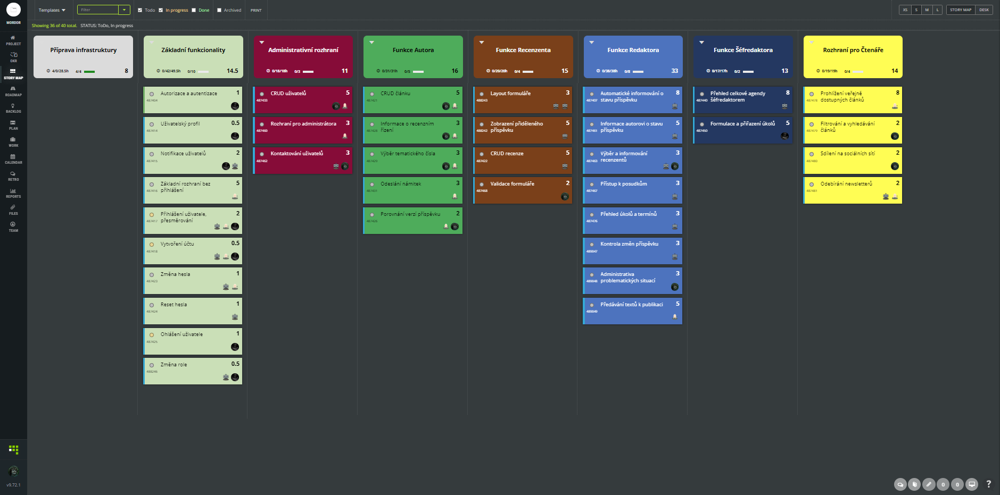 MORDOR
PROJECT
OKR
STORY MAP
ROADMAP
BACKLOG
PLAN
WORK
CALENDAR
RETRO
REPORTS
FILES
TEAM
v9.72.1
Templates
Filter
Todo
In progress
Done
Archived
PRINT
XS
S
M
L
STORY MAP
DESK
Showing 36 of 40 total. STATUS: ToDo, In progress
Příprava infrastruktury
4/0/28.5h 4/4 8
Základní funkcionality
0/42/49.5h 0/10 14.5
Autorizace a autentizace 1
487404
Uživatelský profil 0.5
487414
Notifikace uživatelů 2
487415
Základní rozhraní bez 5
487416 přihlášení
Přihlášení uživatele, 2
487417 přesměrování
Vytvoření účtu 0.5
487418
Změna hesla 1
487423
Reset hesla 1
487424
Ohlášení uživatele 1
487425
Změna role 0.5
488246
Administrativní rozhraní
0/18/18h 0/3 11
CRUD uživatelů 5
487433
Rozhraní pro administrátora 3
487460
Kontaktování uživatelů 3
487462
Funkce Autora
0/31/31h 0/5 16
CRUD článku 5
487421
Informace o recenzním 3
487428 řízení
Výběr tematického čísla 3
487429
Odeslání námitek 3
487431
Porovnání verzí příspěvku 2
487426
Funkce Recenzenta
0/20/20h 0/4 15
Layout formuláře 3
488243
Zobrazení přiděleného 5
488242 příspěvku
CRUD recenze 5
487422
Validace formuláře 2
487468
Funkce Redaktora
0/38/38h 0/8 33
Automatické informování o 8
487407 stavu příspěvku
Informace autorovi o stavu 5
487461 příspěvku
Výběr a informování 3
487463 recenzentů
Přístup k posudkům 3
487467
Přehled úkolů a termínů 3
487476
Kontrola změn příspěvku 3
489047
Administrativa 3
489048 problematických situací
Předávání textů k publikaci 5
489049
Funkce Šéfredaktora
0/17/17h 0/2 13
Přehled celkové agendy 8
487440 šéfredaktorem
Formulace a přiřazení úkolů 5
487450
Rozhraní pro Čtenáře
0/19/19h 0/4 14
Prohlížení veřejně 8
487478 dostupných článků
Filtrování a vyhledávání 2
487479 článků
Sdílení na sociálních sítí 2
487480
Odebírání newsletterů 2
487481
0
0
?